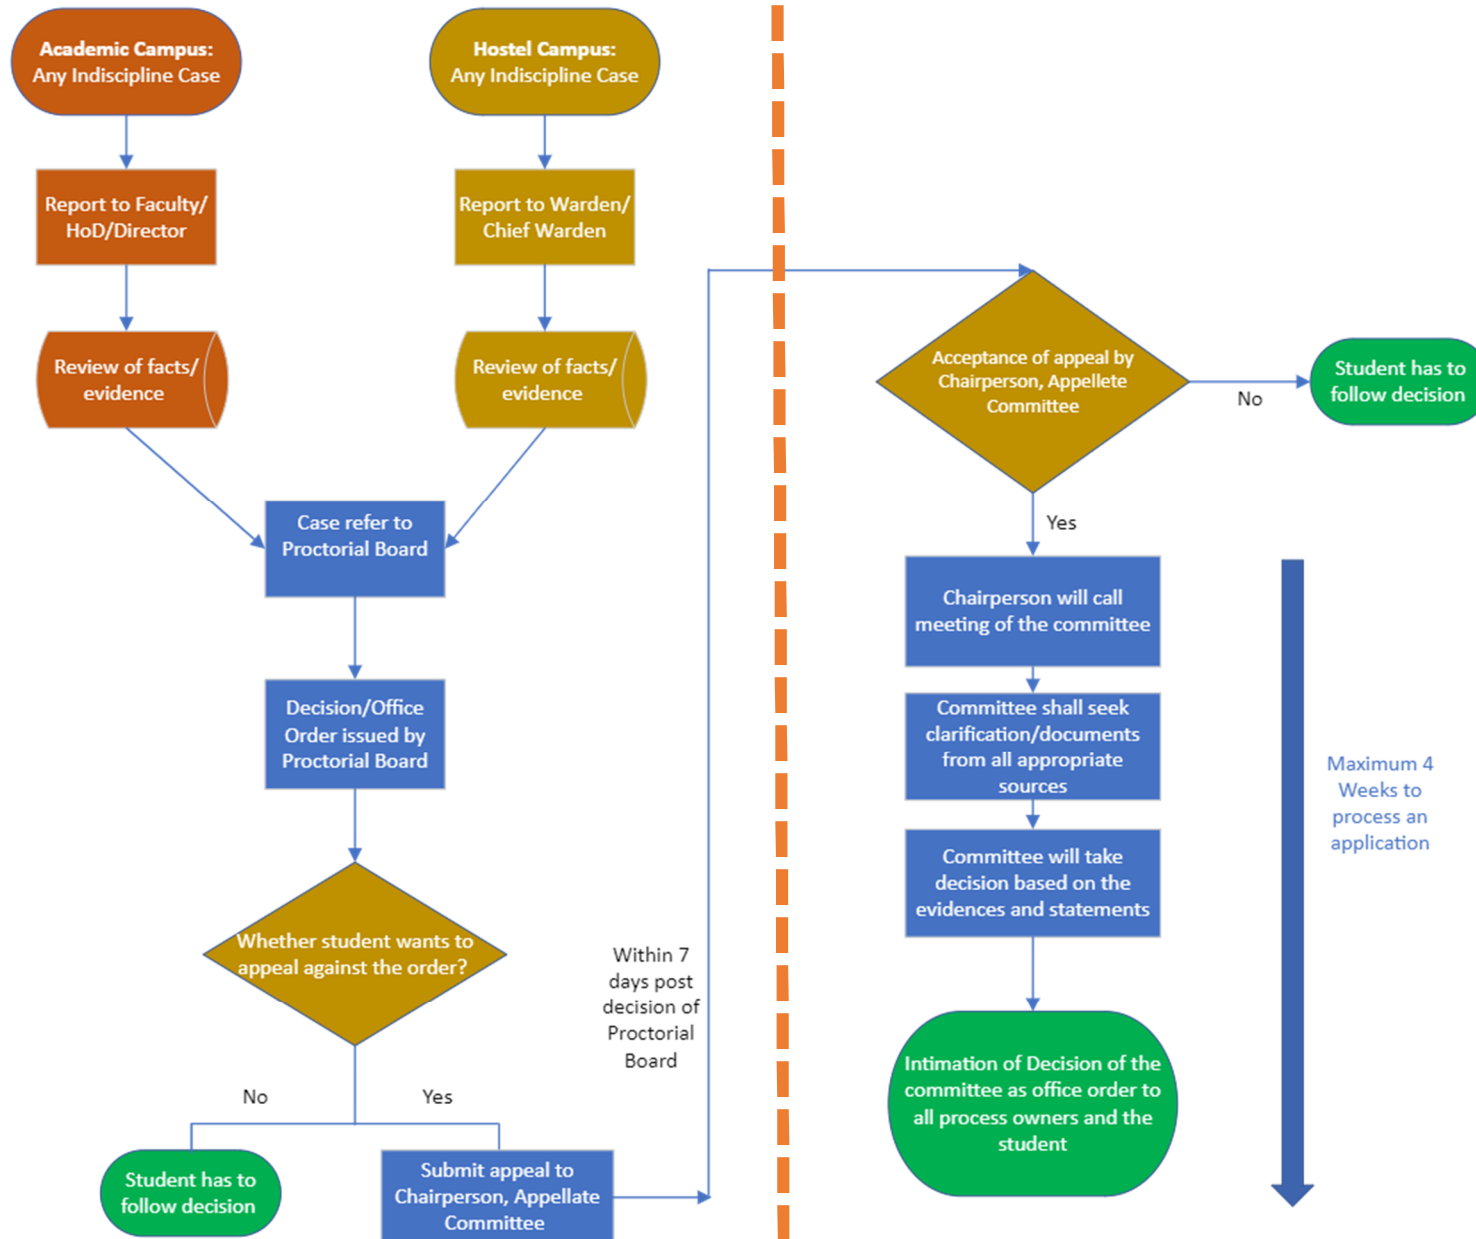 Academic Campus:
Any Indiscipline Case
Report to Faculty/
HoD/Director
Review of facts/
evidence
Hostel Campus:
Any Indiscipline Case
Report to Warden/
Chief Warden
Review of facts/
evidence
Case refer to
Proctorial Board
Decision/Office
Order issued by
Proctorial Board
Whether student wants to
appeal against the order?
No
Yes
Student has to
follow decision
Submit appeal to
Chairperson, Appellate
Committee
Within 7
days post
decision of
Proctorial
Board
Acceptance of appeal by
Chairperson, Appellete
Committee
No
Student has to
follow decision
Yes
Chairperson will call
meeting of the committee
Committee shall seek
clarification/documents
from all appropriate
sources
Committee will take
decision based on the
evidences and statements
Intimation of Decision of the
committee as office order to
all process owners and the
student
Maximum 4
Weeks to
process an
application